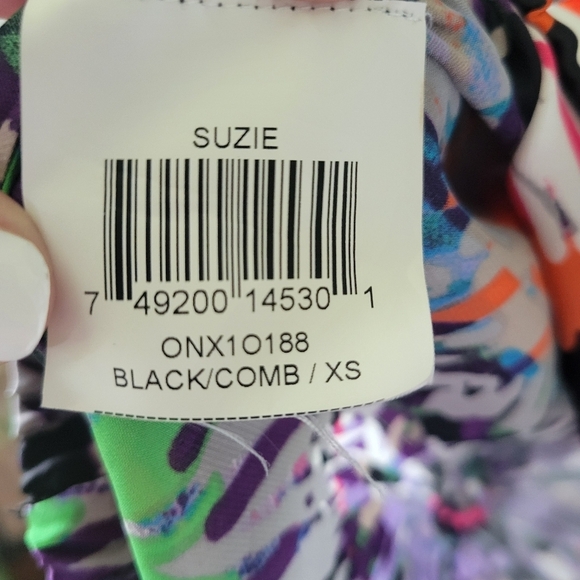 SUZIE
7 49200 14530 1
ONX1O188
BLACK/COMB / XS